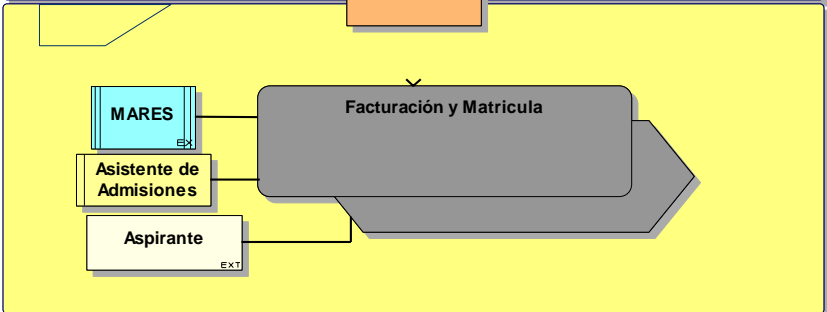 Facturación y Matricula
MARES
EX
Asistente de
Admisiones
Aspirante
EXT